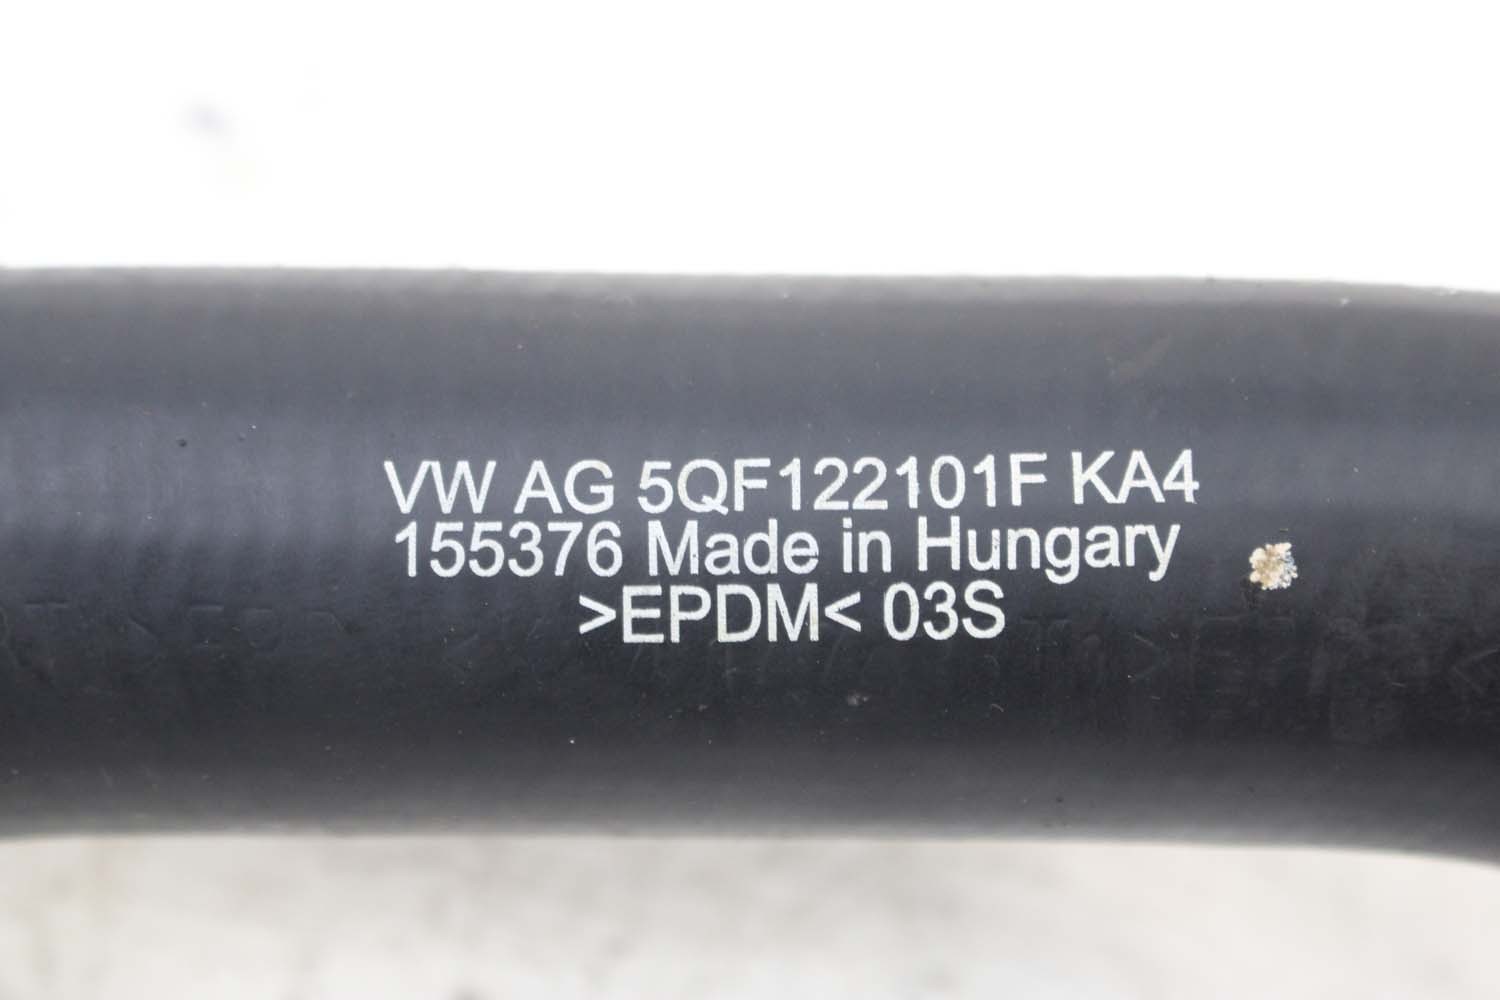 VW AG 5QF122101F KA4
155376 Made in Hungary
>EPDM< 03S